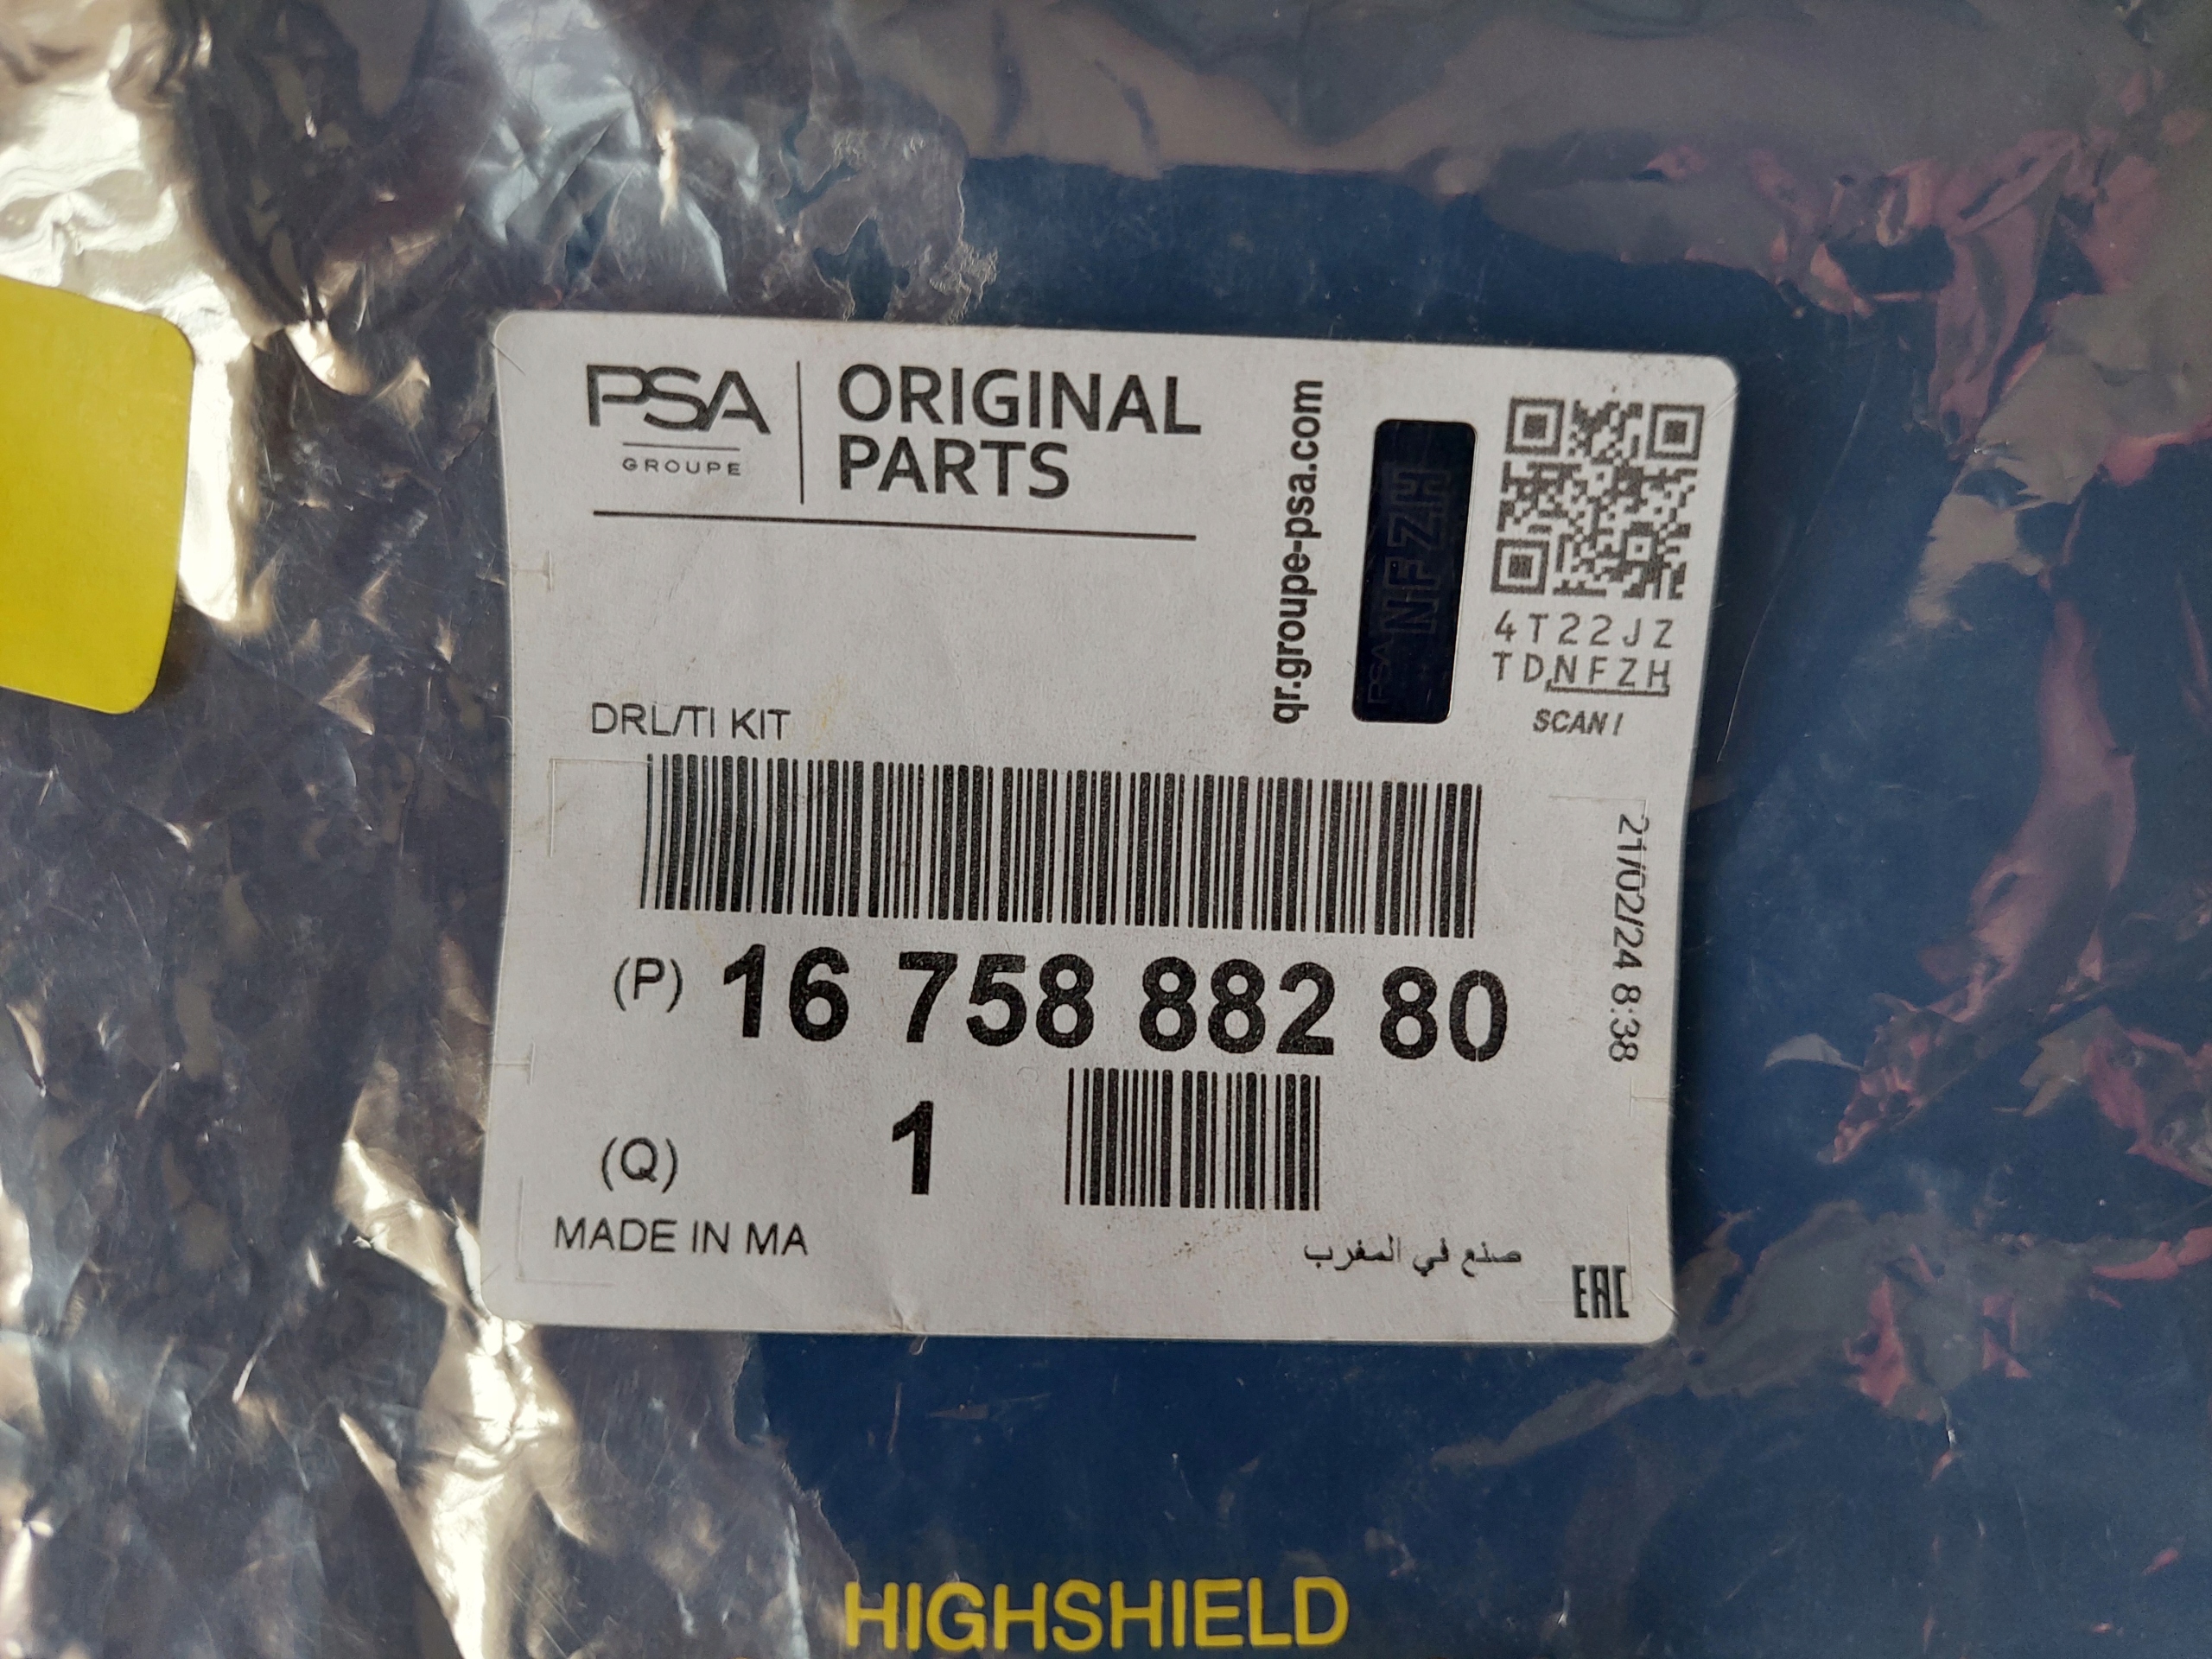 PSA
GROUPE
ORIGINAL
PARTS
qr.groupe-psa.com
PSA NFZH
4T22JZ
TDNFZH
SCAN!
DRL/TI KIT
21/02/24 8:38
(P) 16 758 882 80
(Q) 1
MADE IN MA
صنع في المغرب
EAC
HIGHSHIELD